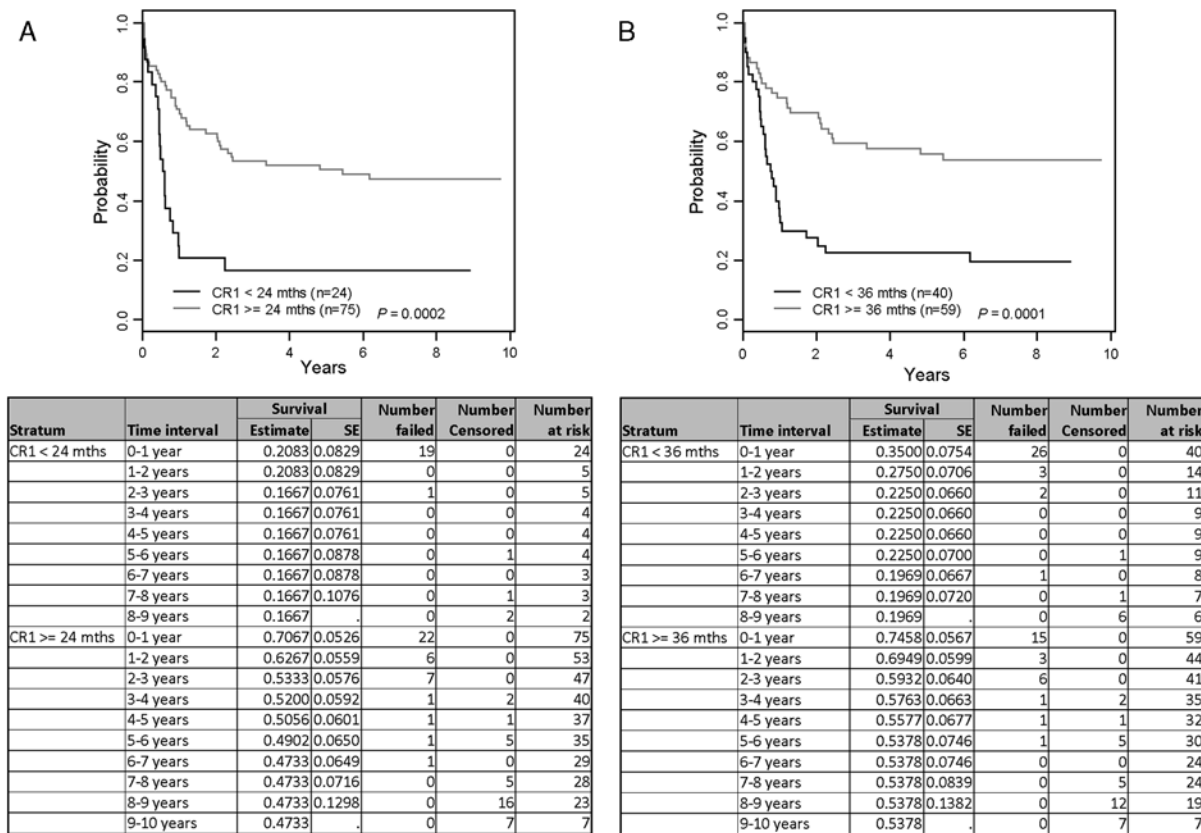 A
1.0
0.8
0.6
0.4
0.2
0.0
Probability
CR1 < 24 mths (n=24)
CR1 >= 24 mths (n=75)
P = 0.0002
0 2 4 6 8 10
Years
B
1.0
0.8
0.6
0.4
0.2
0.0
Probability
CR1 < 36 mths (n=40)
CR1 >= 36 mths (n=59)
P = 0.0001
0 2 4 6 8 10
Years
Survival Number Number Number
Stratum Time interval Estimate SE failed Censored at risk
CR1 < 24 mths 0-1 year 0.2083 0.0829 19 0 24
1-2 years 0.2083 0.0829 0 0 5
2-3 years 0.1667 0.0761 1 0 5
3-4 years 0.1667 0.0761 0 0 4
4-5 years 0.1667 0.0761 0 0 4
5-6 years 0.1667 0.0878 0 1 4
6-7 years 0.1667 0.0878 0 0 3
7-8 years 0.1667 0.1076 0 1 3
8-9 years 0.1667 . 0 2 2
CR1 >= 24 mths 0-1 year 0.7067 0.0526 22 0 75
1-2 years 0.6267 0.0559 6 0 53
2-3 years 0.5333 0.0576 7 0 47
3-4 years 0.5200 0.0592 1 2 40
4-5 years 0.5056 0.0601 1 1 37
5-6 years 0.4902 0.0650 1 5 35
6-7 years 0.4733 0.0649 1 0 29
7-8 years 0.4733 0.0716 0 5 28
8-9 years 0.4733 0.1298 0 16 23
9-10 years 0.4733 . 0 7 7
Survival Number Number Number
Stratum Time interval Estimate SE failed Censored at risk
CR1 < 36 mths 0-1 year 0.3500 0.0754 26 0 40
1-2 years 0.2750 0.0706 3 0 14
2-3 years 0.2250 0.0660 2 0 11
3-4 years 0.2250 0.0660 0 0 9
4-5 years 0.2250 0.0660 0 0 9
5-6 years 0.2250 0.0700 0 1 9
6-7 years 0.1969 0.0667 1 0 8
7-8 years 0.1969 0.0720 0 1 7
8-9 years 0.1969 . 0 6 6
CR1 >= 36 mths 0-1 year 0.7458 0.0567 15 0 59
1-2 years 0.6949 0.0599 3 0 44
2-3 years 0.5932 0.0640 6 0 41
3-4 years 0.5763 0.0663 1 2 35
4-5 years 0.5577 0.0677 1 1 32
5-6 years 0.5378 0.0746 1 5 30
6-7 years 0.5378 0.0746 0 0 24
7-8 years 0.5378 0.0839 0 5 24
8-9 years 0.5378 0.1382 0 12 19
9-10 years 0.5378 . 0 7 7